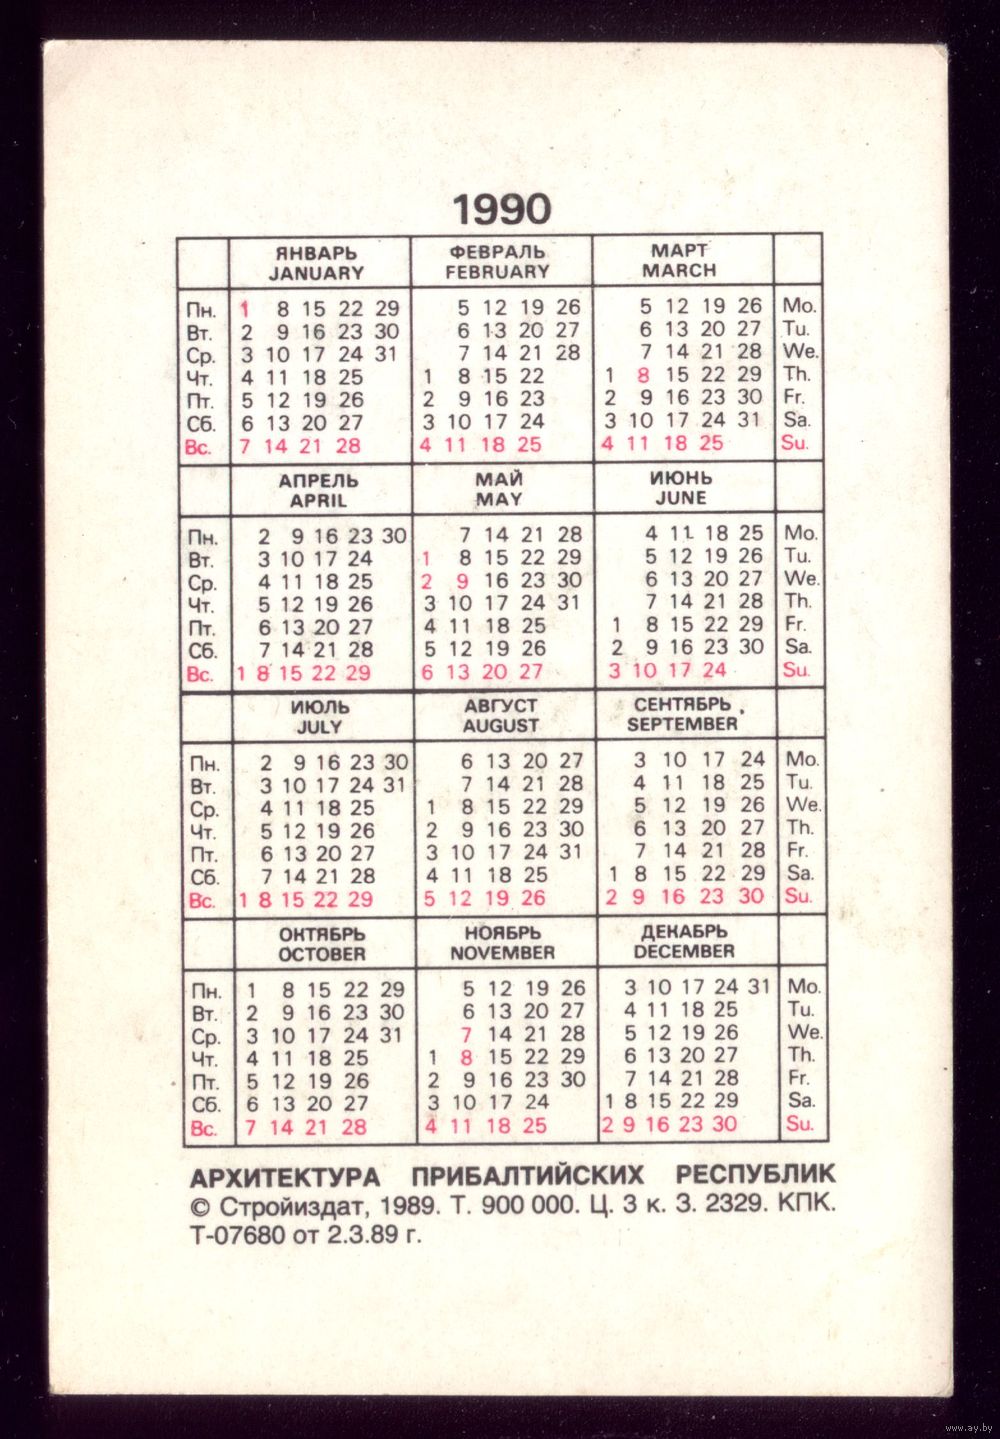 1990
ЯНВАРЬ ФЕВРАЛЬ МАРТ
JANUARY FEBRUARY MARCH
Пн. 1 8 15 22 29 5 12 19 26 5 12 19 26 Mo.
Вт. 2 9 16 23 30 6 13 20 27 6 13 20 27 Tu.
Ср. 3 10 17 24 31 7 14 21 28 7 14 21 28 We.
Чт. 4 11 18 25 1 8 15 22 1 8 15 22 29 Th.
Пт. 5 12 19 26 2 9 16 23 2 9 16 23 30 Fr.
Сб. 6 13 20 27 3 10 17 24 3 10 17 24 31 Sa.
Вс. 7 14 21 28 4 11 18 25 4 11 18 25 Su.
АПРЕЛЬ МАЙ ИЮНЬ
APRIL MAY JUNE
Пн. 2 9 16 23 30 7 14 21 28 4 11 18 25 Mo.
Вт. 3 10 17 24 1 8 15 22 29 5 12 19 26 Tu.
Ср. 4 11 18 25 2 9 16 23 30 6 13 20 27 We.
Чт. 5 12 19 26 3 10 17 24 31 7 14 21 28 Th.
Пт. 6 13 20 27 4 11 18 25 1 8 15 22 29 Fr.
Сб. 7 14 21 28 5 12 19 26 2 9 16 23 30 Sa.
Вс. 1 8 15 22 29 6 13 20 27 3 10 17 24 Su.
ИЮЛЬ АВГУСТ СЕНТЯБРЬ
JULY AUGUST SEPTEMBER
Пн. 2 9 16 23 30 6 13 20 27 3 10 17 24 Mo.
Вт. 3 10 17 24 31 7 14 21 28 4 11 18 25 Tu.
Ср. 4 11 18 25 1 8 15 22 29 5 12 19 26 We.
Чт. 5 12 19 26 2 9 16 23 30 6 13 20 27 Th.
Пт. 6 13 20 27 3 10 17 24 31 7 14 21 28 Fr.
Сб. 7 14 21 28 4 11 18 25 1 8 15 22 29 Sa.
Вс. 1 8 15 22 29 5 12 19 26 2 9 16 23 30 Su.
ОКТЯБРЬ НОЯБРЬ ДЕКАБРЬ
OCTOBER NOVEMBER DECEMBER
Пн. 1 8 15 22 29 5 12 19 26 3 10 17 24 31 Mo.
Вт. 2 9 16 23 30 6 13 20 27 4 11 18 25 Tu.
Ср. 3 10 17 24 31 7 14 21 28 5 12 19 26 We.
Чт. 4 11 18 25 1 8 15 22 29 6 13 20 27 Th.
Пт. 5 12 19 26 2 9 16 23 30 7 14 21 28 Fr.
Сб. 6 13 20 27 3 10 17 24 1 8 15 22 29 Sa.
Вс. 7 14 21 28 4 11 18 25 2 9 16 23 30 Su.
АРХИТЕКТУРА ПРИБАЛТИЙСКИХ РЕСПУБЛИК
© Стройиздат, 1989. Т. 900 000. Ц. 3 к. З. 2329. КПК.
Т-07680 от 2.3.89 г.
www.ay.by